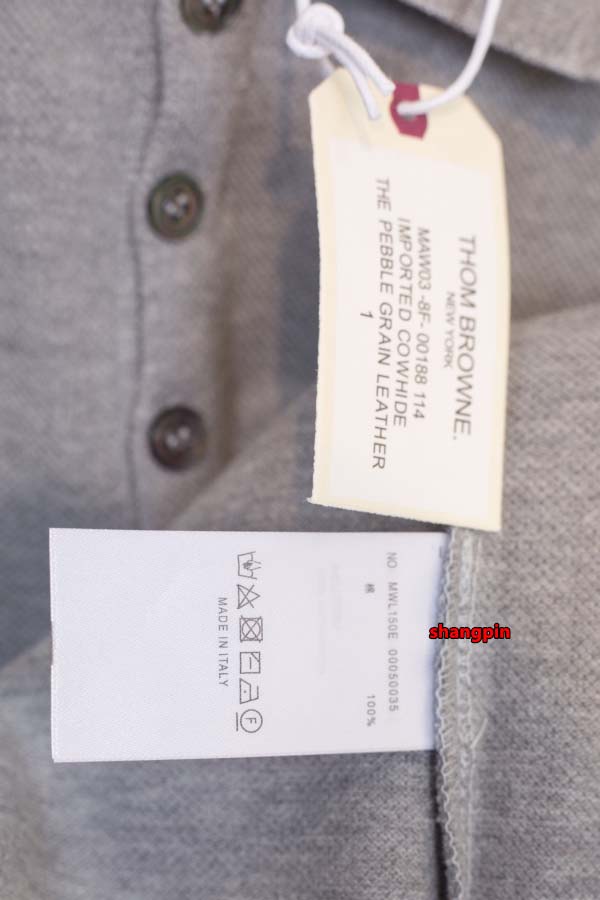 THOM BROWNE.
NEW YORK
MAW03 -8F- 00188 114
IMPORTED COWHIDE
THE PEBBLE GRAIN LEATHER
1
NO MWL150E 00050035
棉 100%
MADE IN ITALY
F
shangpin